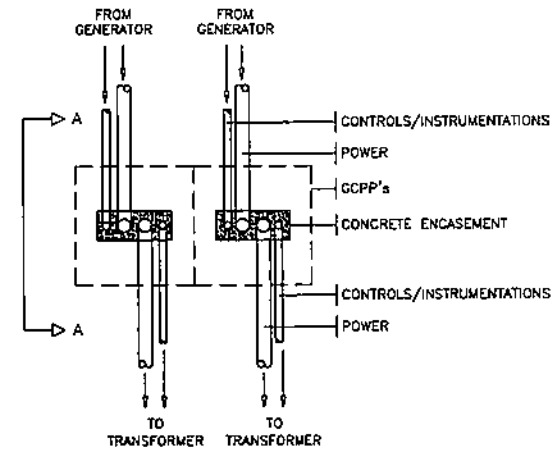 FROM
GENERATOR
FROM
GENERATOR
A
CONTROLS/INSTRUMENTATIONS
POWER
GCPP's
CONCRETE ENCASEMENT
CONTROLS/INSTRUMENTATIONS
A
POWER
TO
TRANSFORMER
TO
TRANSFORMER